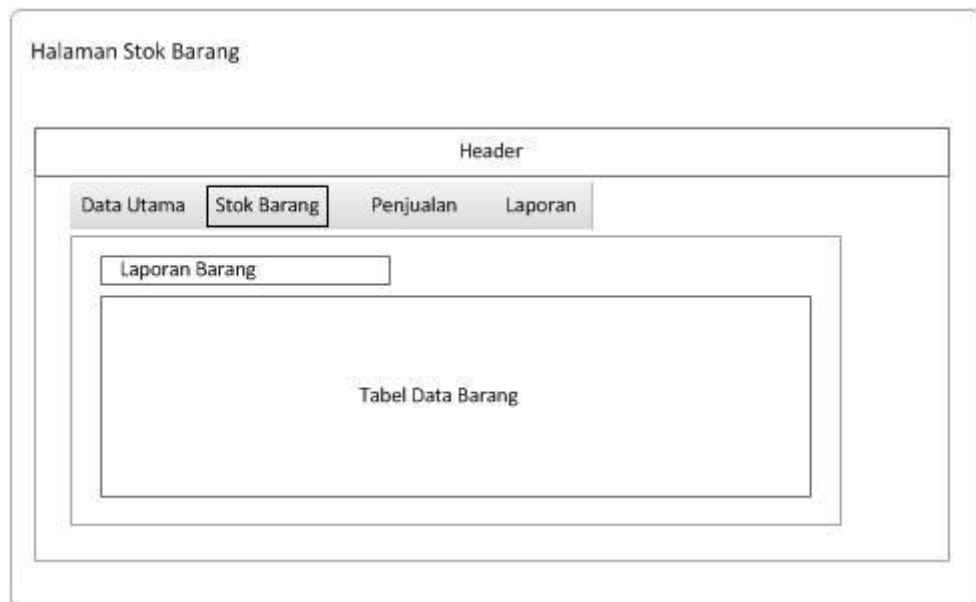 Halaman Stok Barang
Header
Data Utama Stok Barang Penjualan Laporan
Laporan Barang
Tabel Data Barang